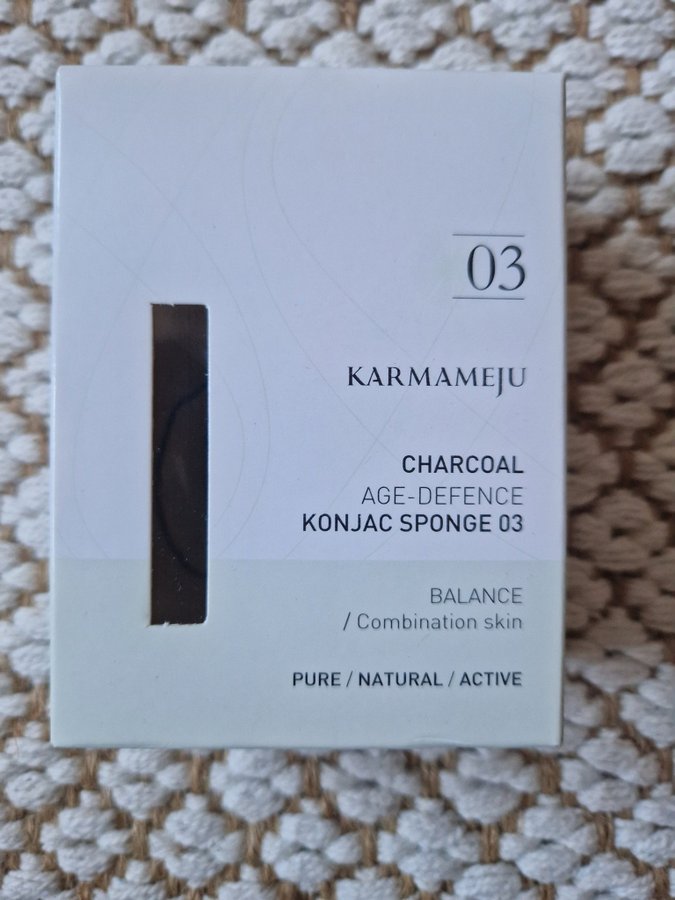 03
KARMAMEJU
CHARCOAL
AGE-DEFENCE
KONJAC SPONGE 03
BALANCE
/ Combination skin
PURE / NATURAL / ACTIVE